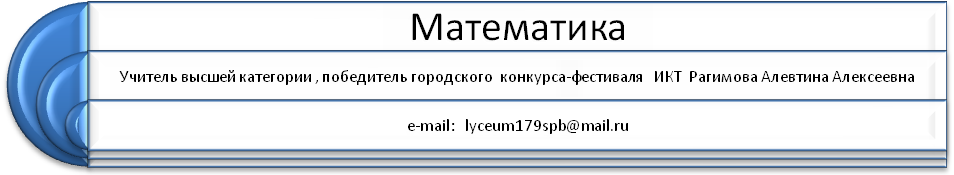 Математика
Учитель высшей категории , победитель городского конкурса-фестиваля ИКТ Рагимова Алевтина Алексеевна
e-mail: lyceum179spb@mail.ru